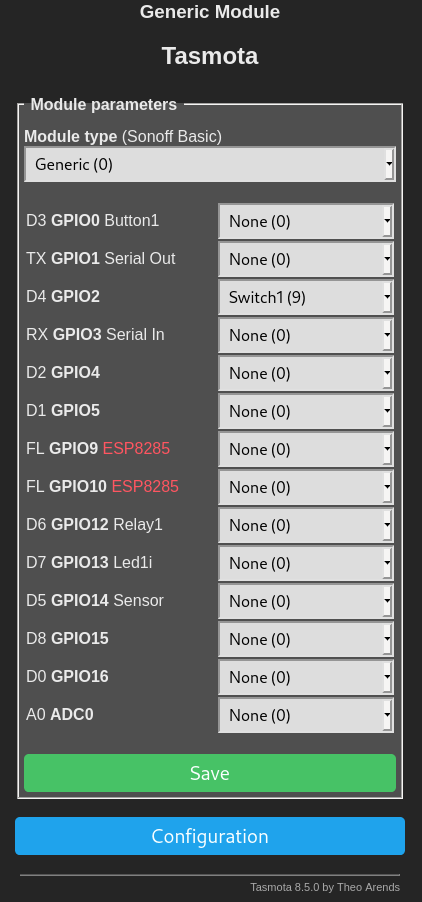 Generic Module
Tasmota
Module parameters
Module type (Sonoff Basic)
Generic (0)
D3 GPIO0 Button1 None (0)
TX GPIO1 Serial Out None (0)
D4 GPIO2 Switch1 (9)
RX GPIO3 Serial In None (0)
D2 GPIO4 None (0)
D1 GPIO5 None (0)
FL GPIO9 ESP8285 None (0)
FL GPIO10 ESP8285 None (0)
D6 GPIO12 Relay1 None (0)
D7 GPIO13 Led1i None (0)
D5 GPIO14 Sensor None (0)
D8 GPIO15 None (0)
D0 GPIO16 None (0)
A0 ADC0 None (0)
Save
Configuration
Tasmota 8.5.0 by Theo Arends